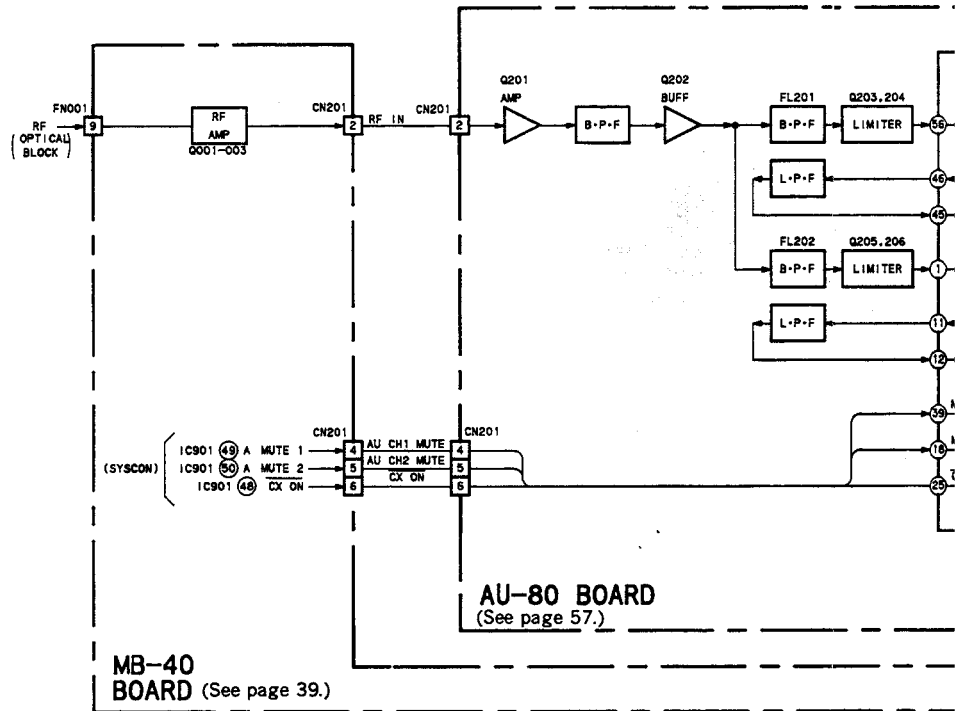 Q201
AMP
Q202
BUFF
FL201
Q203,204
FN001
CN201
CN201
RF
(OPTICAL
BLOCK)
9
RF
AMP
Q001-003
2
RF IN
2
B·P·F
B·P·F
LIMITER
56
L·P·F
46
45
FL202
Q205,206
B·P·F
LIMITER
1
L·P·F
11
12
39
CN201
CN201
(SYSCON)
IC901 49 A MUTE 1
4
AU CH1 MUTE
4
18
IC901 50 A MUTE 2
5
AU CH2 MUTE
5
IC901 48 CX ON
6
CX ON
6
25
AU-80 BOARD
(See page 57.)
MB-40
BOARD (See page 39.)